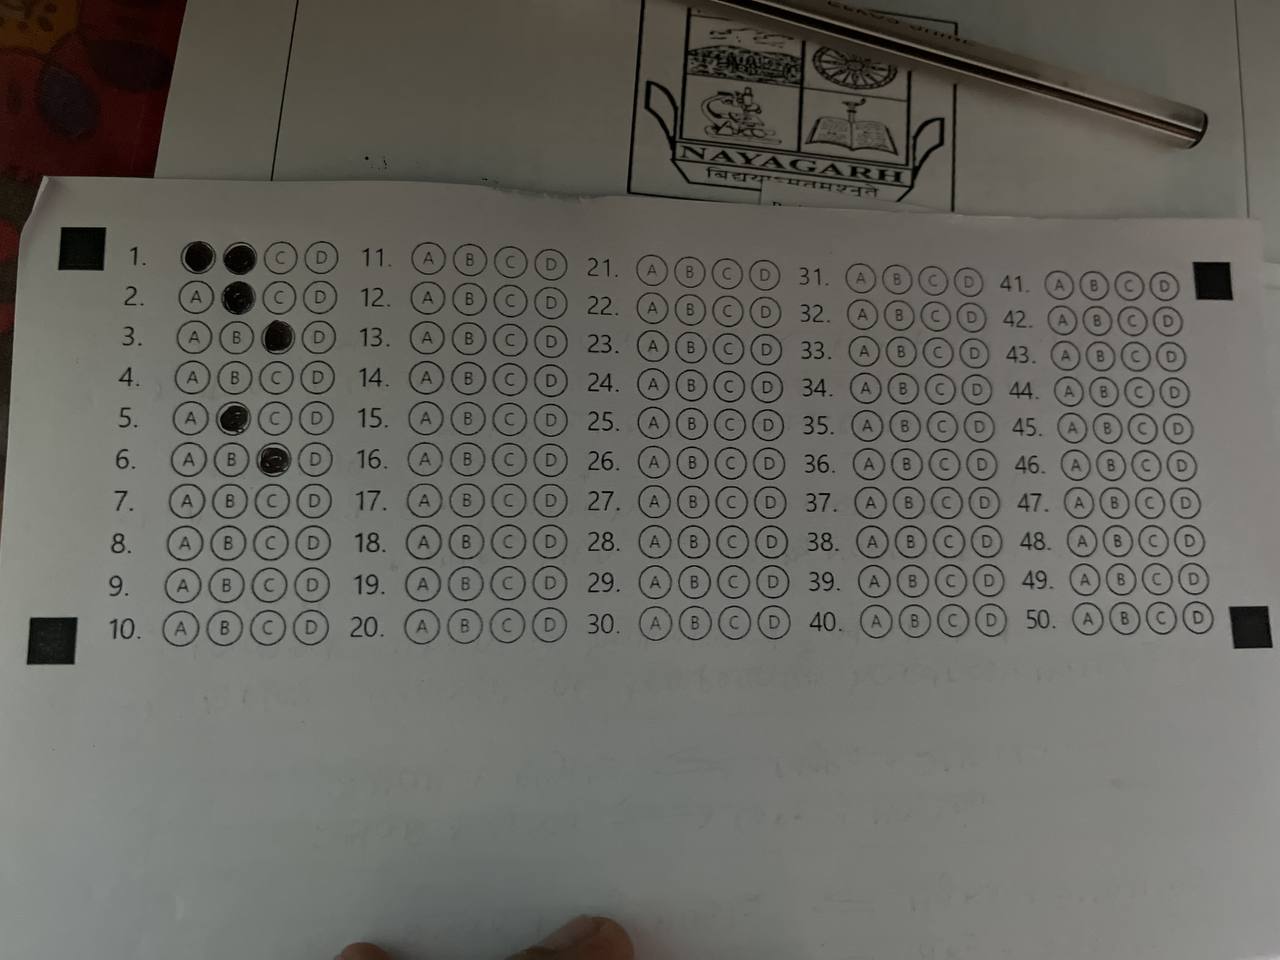 NAYAGARH
1. C D 11. A B C D 21. A B C D 31. A B C D 41. A B C D
2. A C D 12. A B C D 22. A B C D 32. A B C D 42. A B C D
3. A B D 13. A B C D 23. A B C D 33. A B C D 43. A B C D
4. A B C D 14. A B C D 24. A B C D 34. A B C D 44. A B C D
5. A C D 15. A B C D 25. A B C D 35. A B C D 45. A B C D
6. A B D 16. A B C D 26. A B C D 36. A B C D 46. A B C D
7. A B C D 17. A B C D 27. A B C D 37. A B C D 47. A B C D
8. A B C D 18. A B C D 28. A B C D 38. A B C D 48. A B C D
9. A B C D 19. A B C D 29. A B C D 39. A B C D 49. A B C D
10. A B C D 20. A B C D 30. A B C D 40. A B C D 50. A B C D